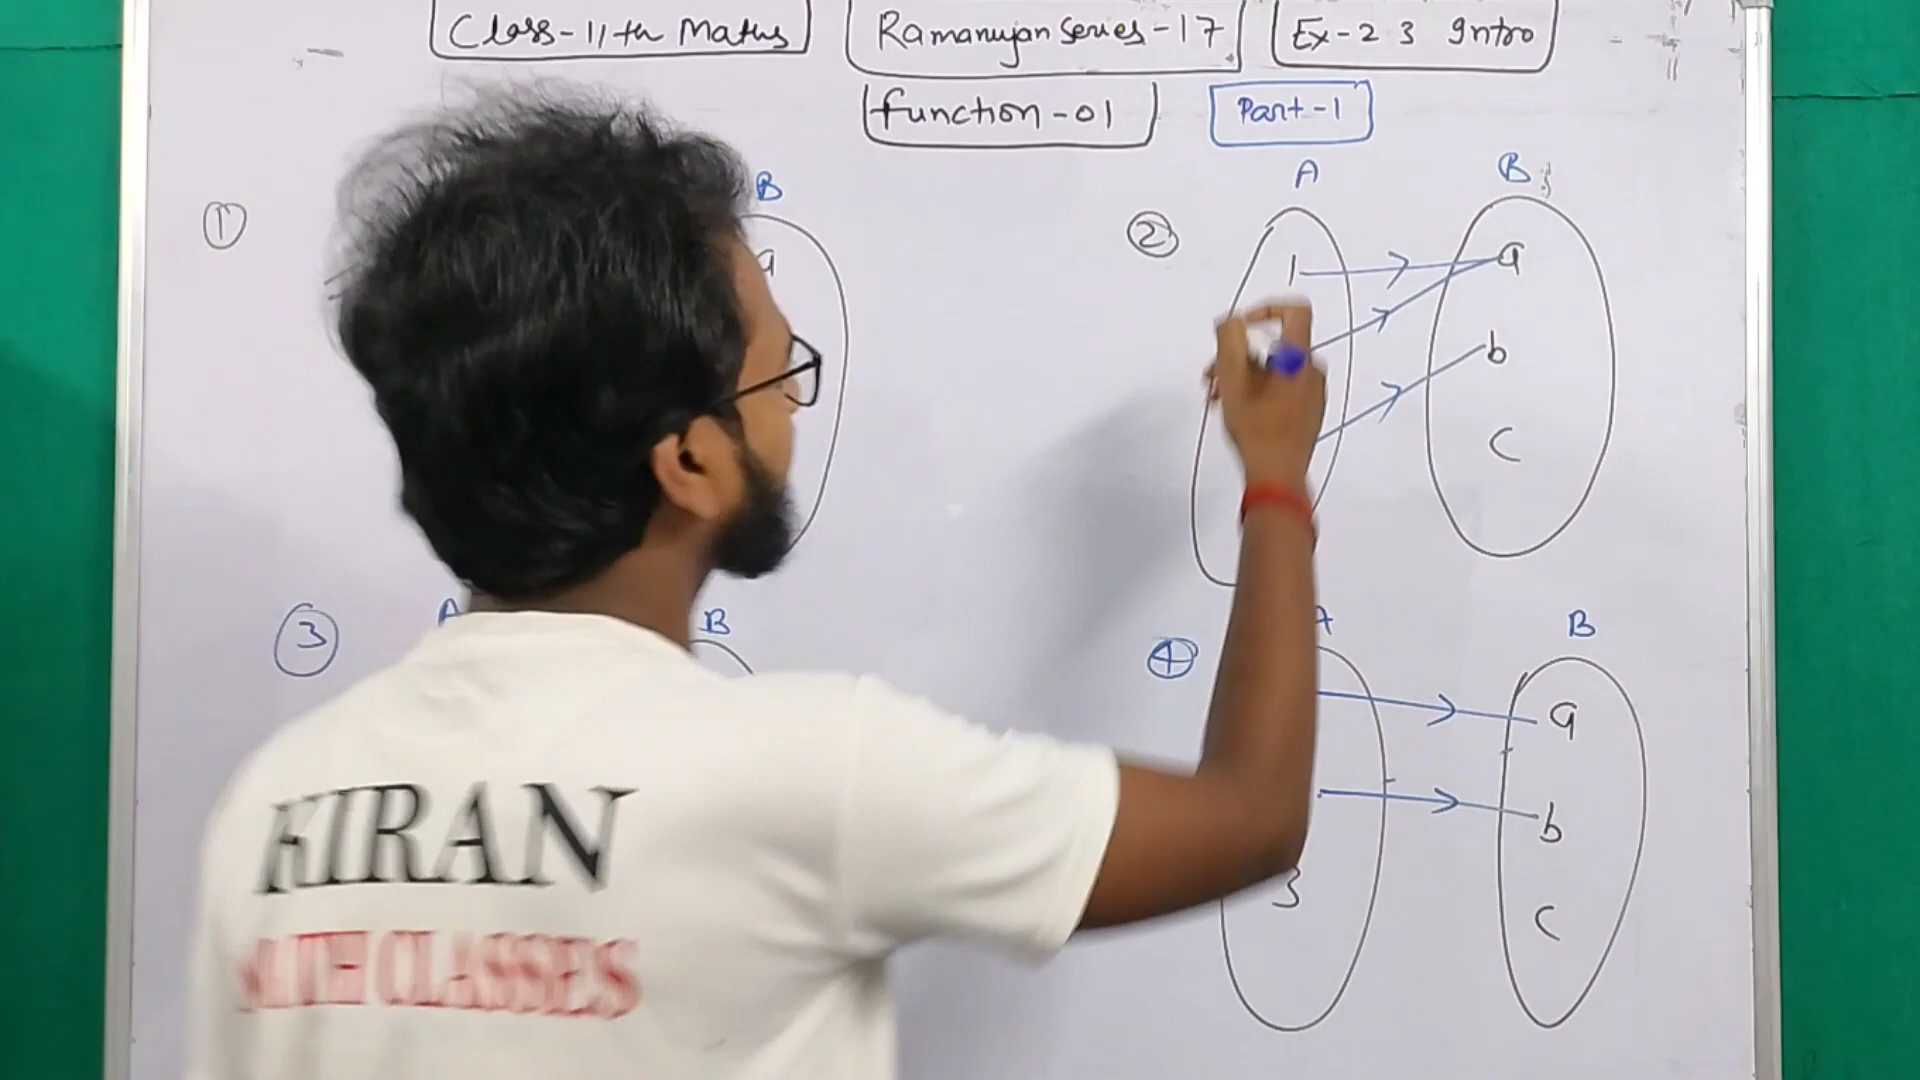 Class-11th Maths
Ramanujan Series-17
Ex-2 3 Intro
function-01
Part-1
①
B
a
②
A
B
1
a
b
c
③
A
B
④
A
B
a
b
3
c
KIRAN
MATH CLASSES